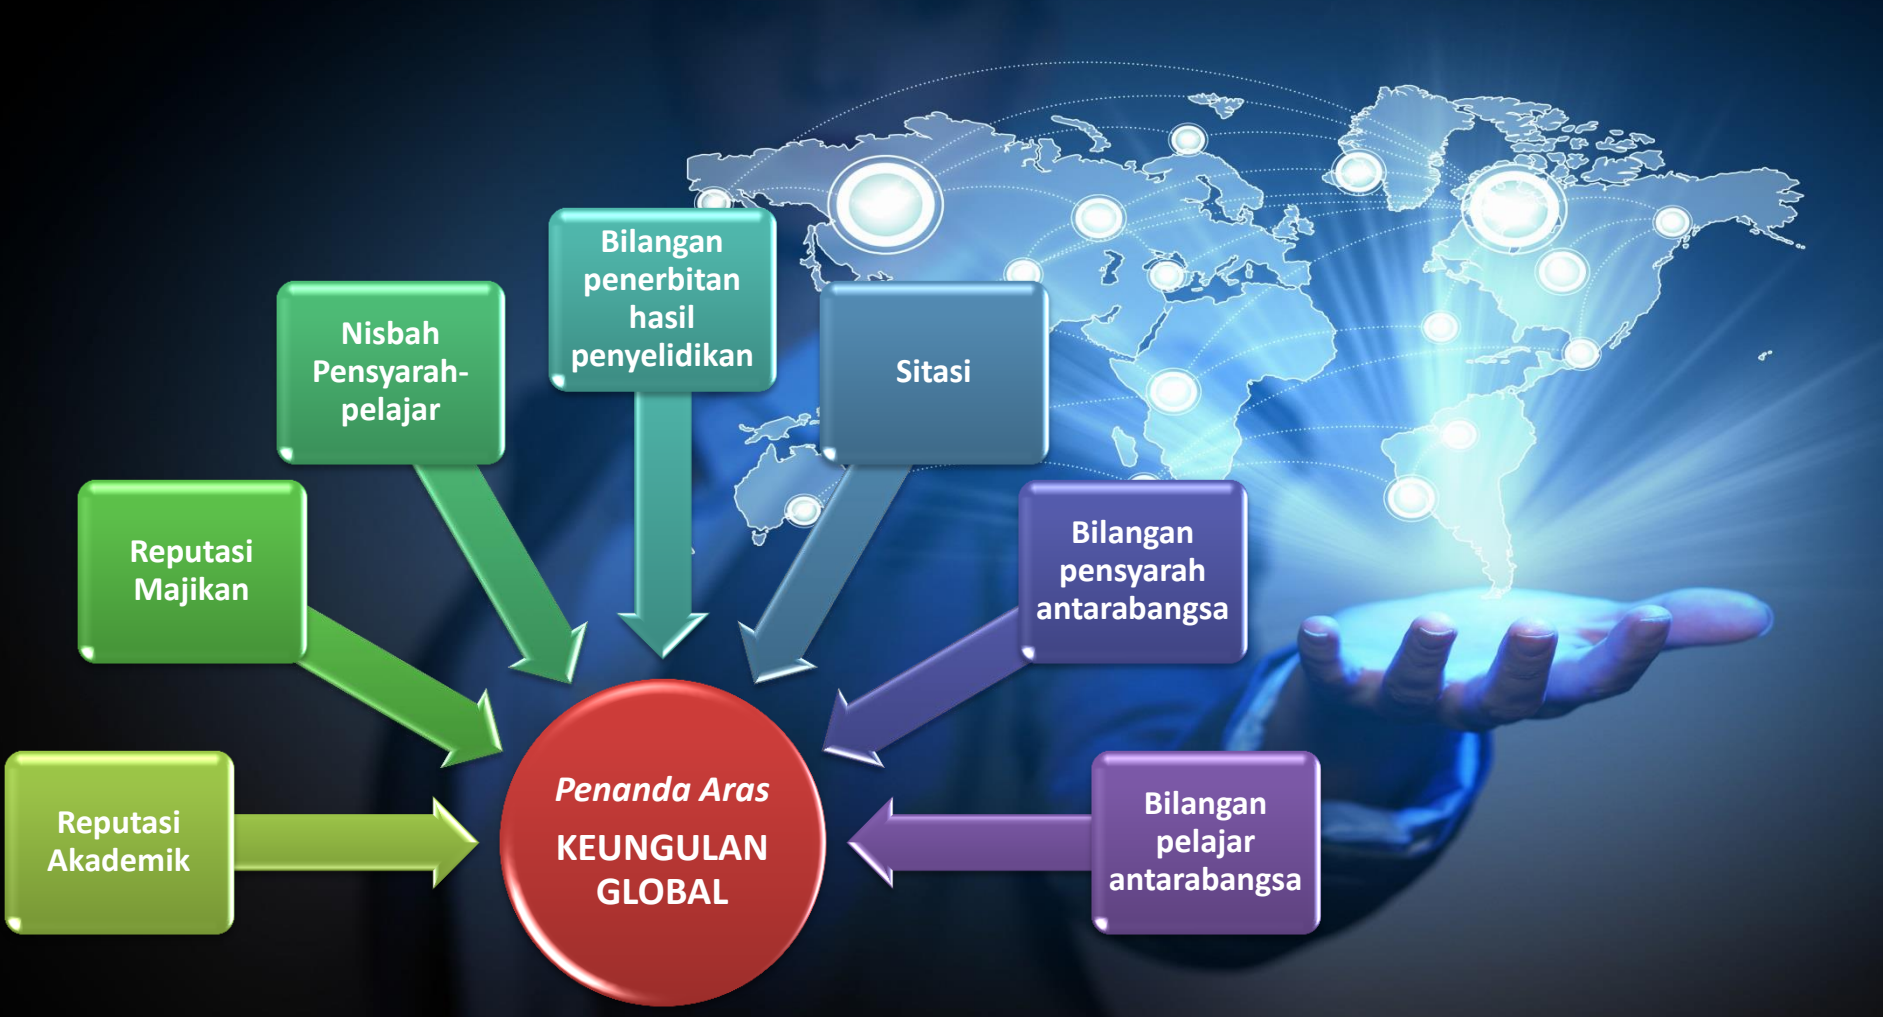 Bilangan
penerbitan
hasil
penyelidikan
Nisbah
Pensyarah-
pelajar
Sitasi
Reputasi
Majikan
Bilangan
pensyarah
antarabangsa
Reputasi
Akademik
Penanda Aras
KEUNGULAN
GLOBAL
Bilangan
pelajar
antarabangsa